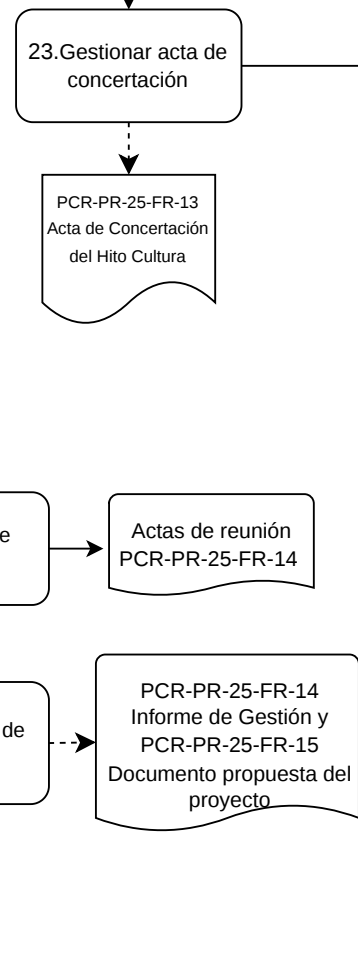 23.Gestionar acta de
concertación
PCR-PR-25-FR-13
Acta de Concertación
del Hito Cultura
e
Actas de reunión
PCR-PR-25-FR-14
de
PCR-PR-25-FR-14
Informe de Gestión y
PCR-PR-25-FR-15
Documento propuesta del
proyecto